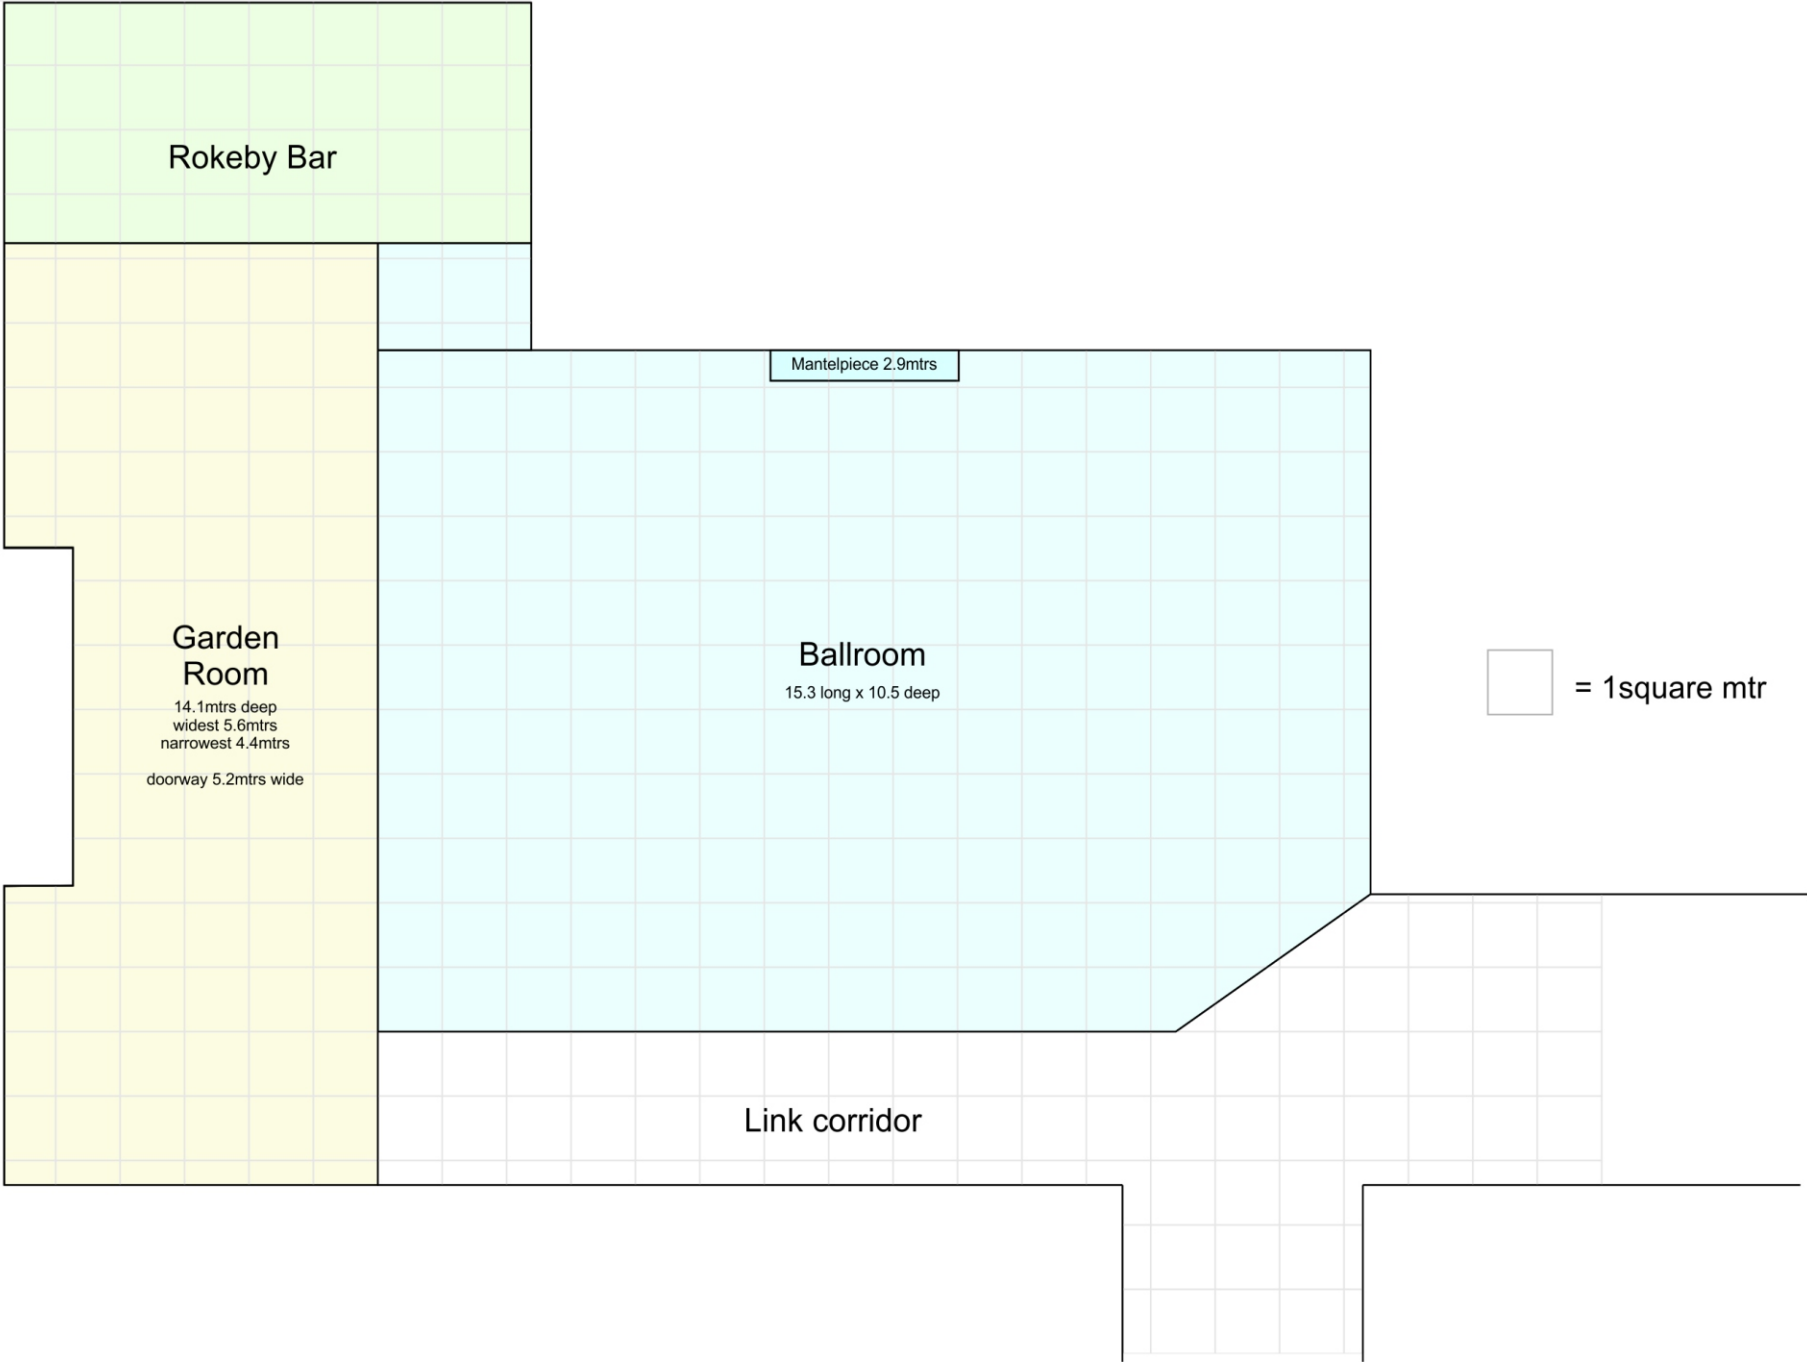 Rokeby Bar
Mantelpiece 2.9mtrs
Garden
Room
14.1mtrs deep
widest 5.6mtrs
narrowest 4.4mtrs
doorway 5.2mtrs wide
Ballroom
15.3 long x 10.5 deep
= 1square mtr
Link corridor